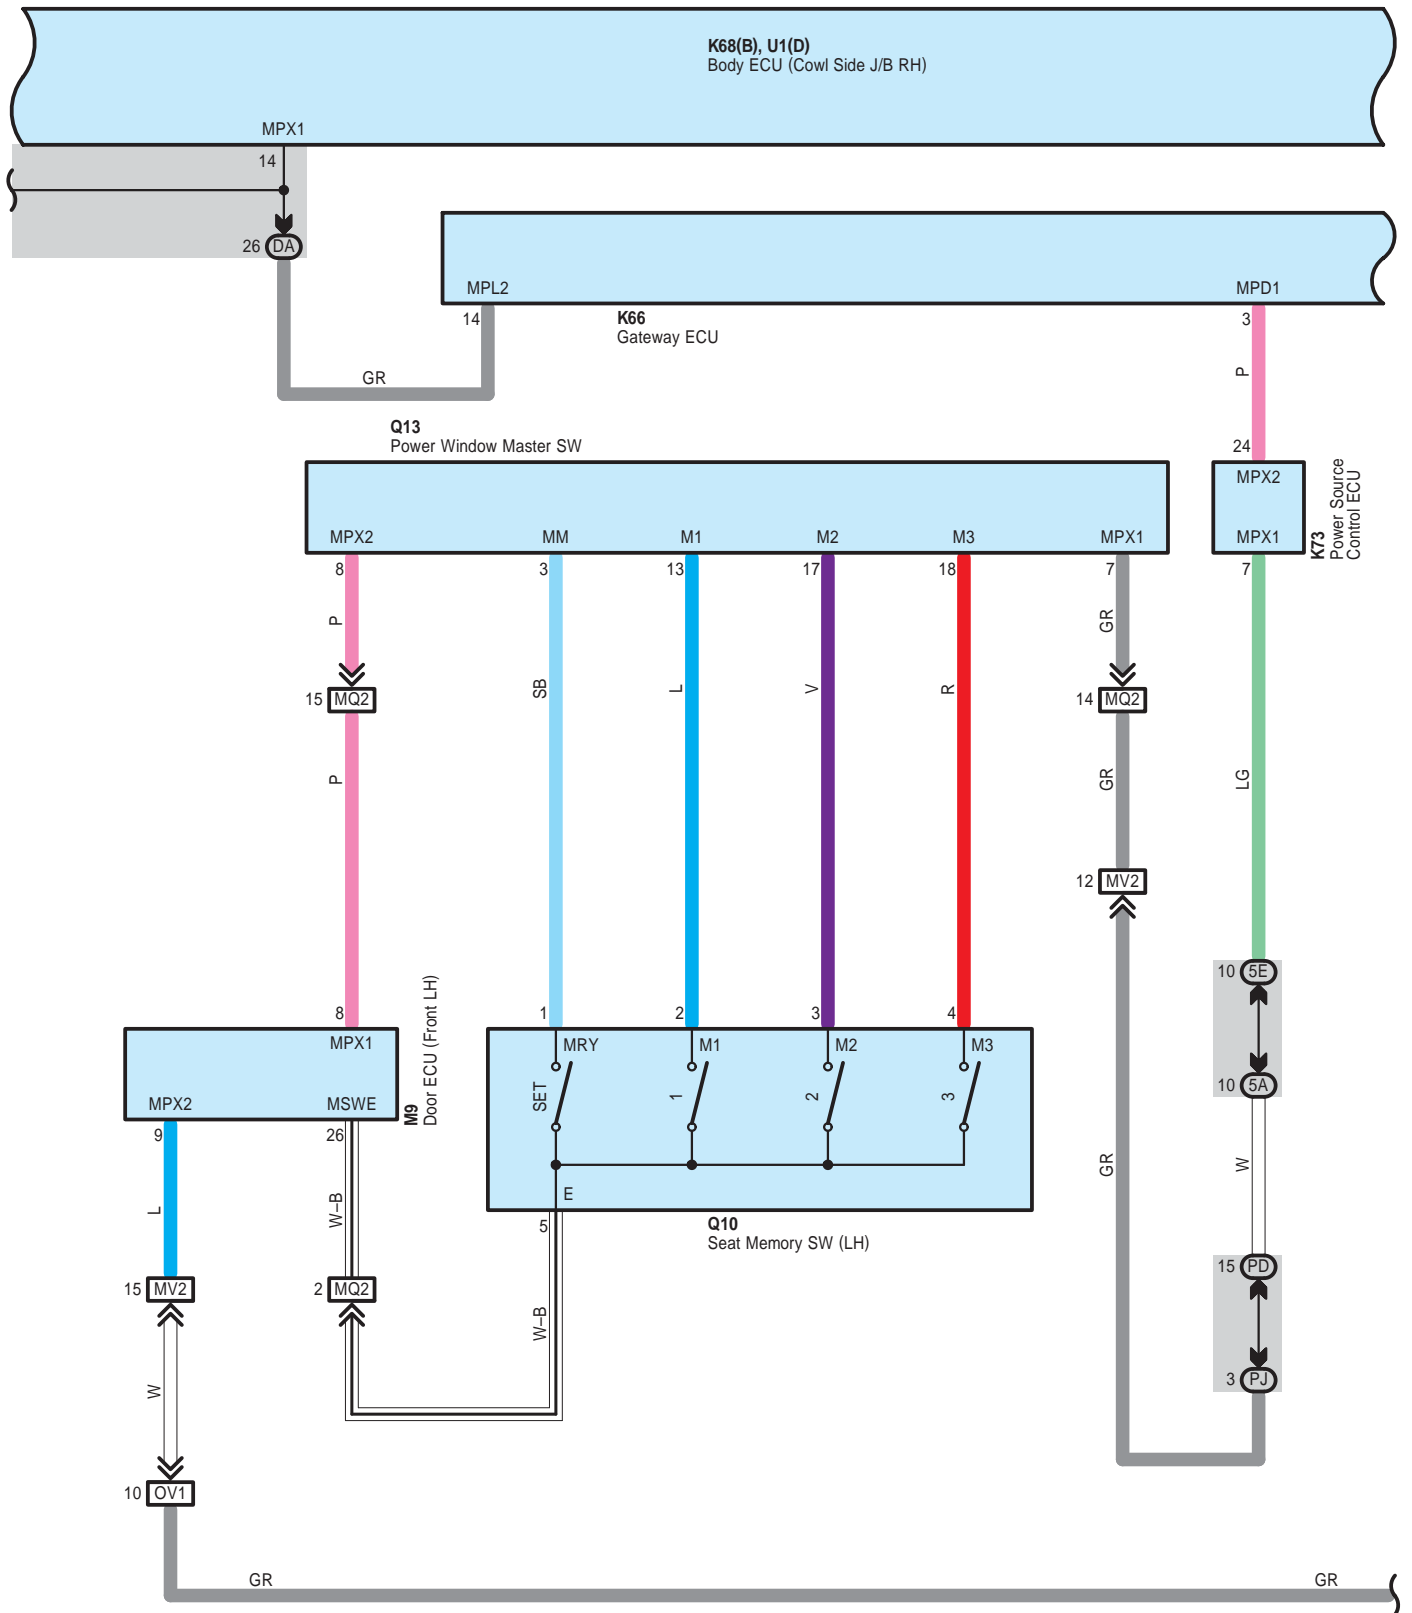 K68(B), U1(D)
Body ECU (Cowl Side J/B RH)
MPX1
14
26 DA
MPL2
MPD1
14
K66
Gateway ECU
3
GR
P
Q13
Power Window Master SW
24
MPX2
MPX1
K73
Power Source
Control ECU
MPX2
MM
M1
M2
M3
MPX1
8
3
13
17
18
7
7
P
SB
L
V
R
GR
LG
15 MQ2
14 MQ2
P
GR
12 MV2
10 5E
10 5A
8
1
2
3
4
MPX1
MPX2
MSWE
M9
Door ECU (Front LH)
MRY
M1
M2
M3
SET
1
2
3
E
9
26
5
Q10
Seat Memory SW (LH)
L
W–B
W–B
GR
W
15 MV2
2 MQ2
15 PD
3 PJ
W
10 OV1
GR
GR